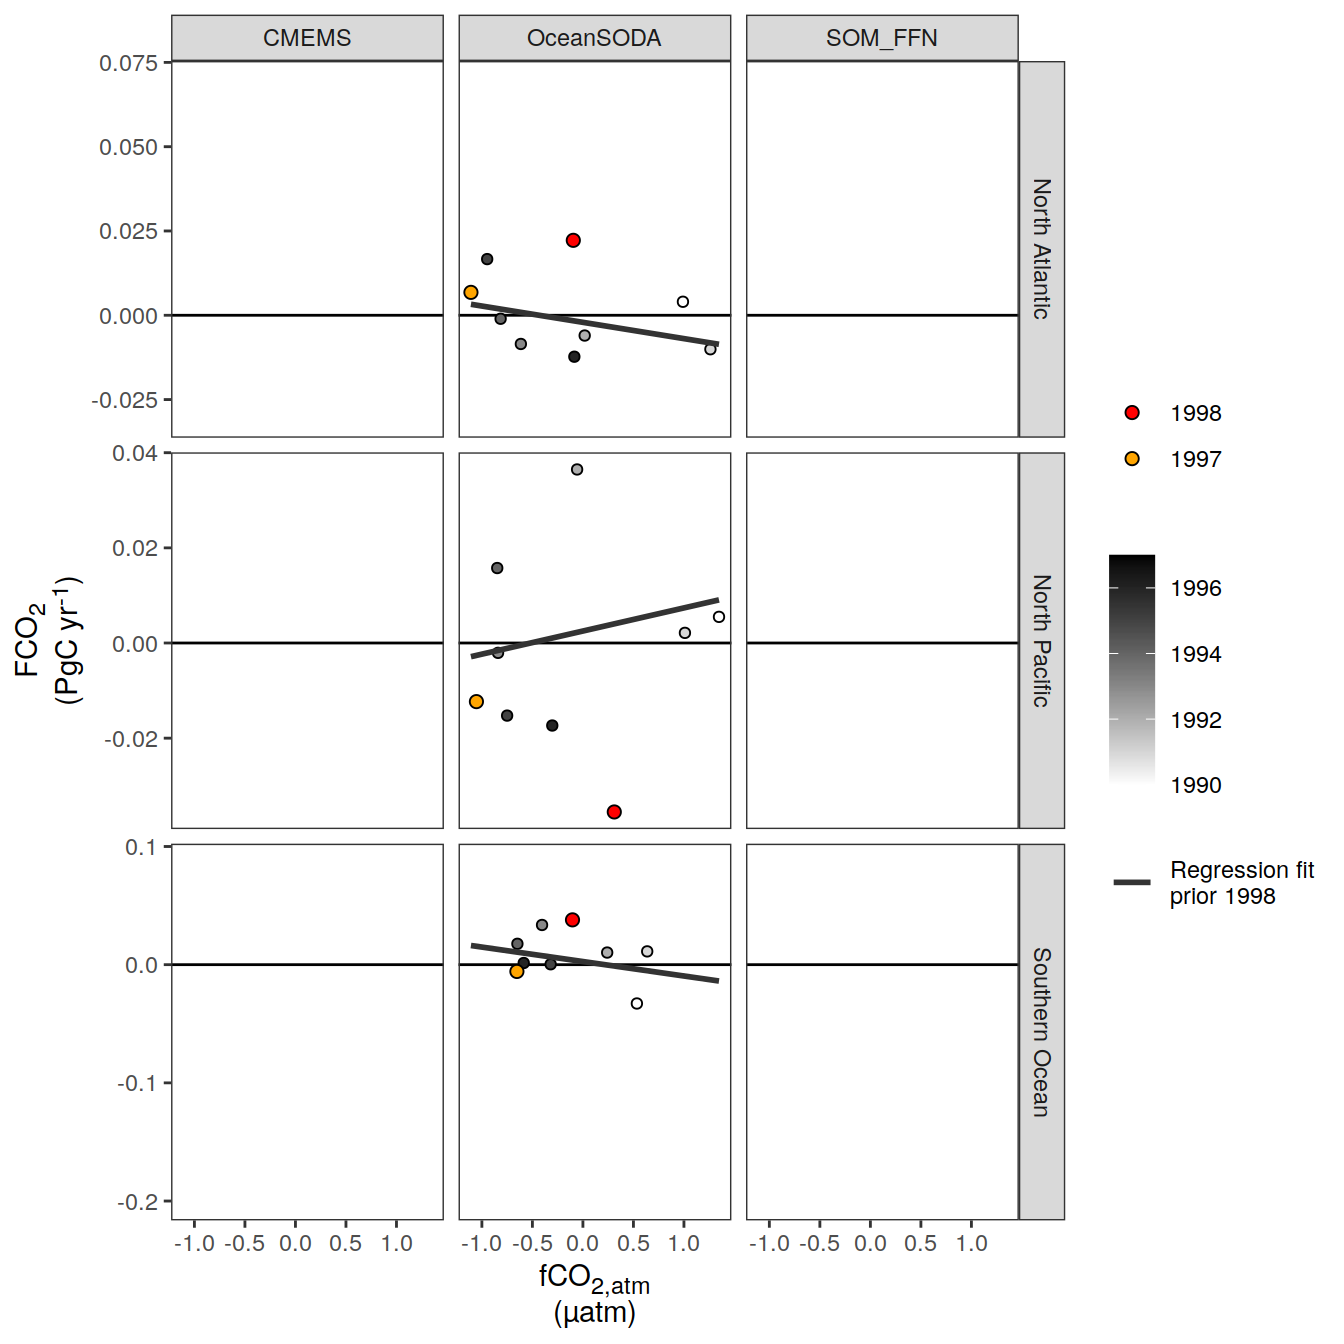 CMEMS OceanSODA SOM_FFN
0.075
0.050
0.025
0.000
-0.025
North Atlantic
0.04
0.02
0.00
-0.02
North Pacific
0.1
0.0
-0.1
-0.2
Southern Ocean
-1.0 -0.5 0.0 0.5 1.0 -1.0 -0.5 0.0 0.5 1.0 -1.0 -0.5 0.0 0.5 1.0
fCO2,atm
(µatm)
FCO2
(PgC yr-1)
1998
1997
1996
1994
1992
1990
Regression fit
prior 1998